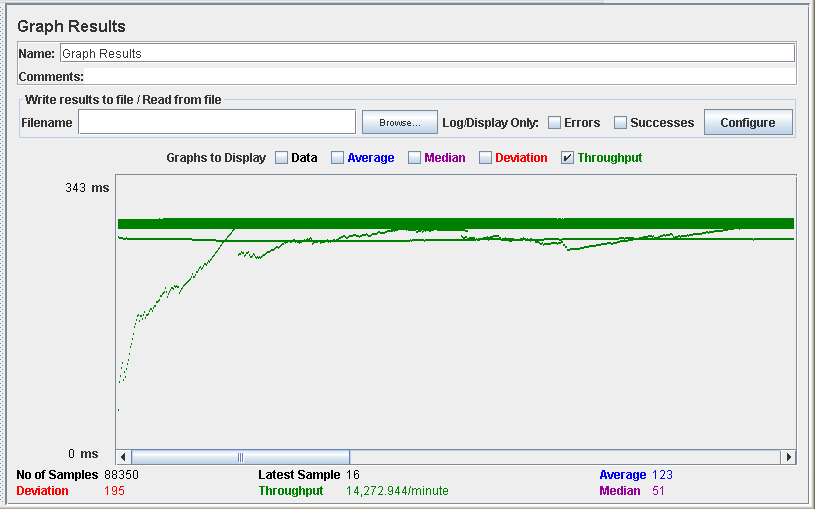 Graph Results
Name: Graph Results
Comments:
Write results to file / Read from file
Filename Browse... Log/Display Only: Errors Successes Configure
Graphs to Display Data Average Median Deviation Throughput
343 ms
0 ms
No of Samples 88350 Latest Sample 16 Average 123
Deviation 195 Throughput 14,272.944/minute Median 51